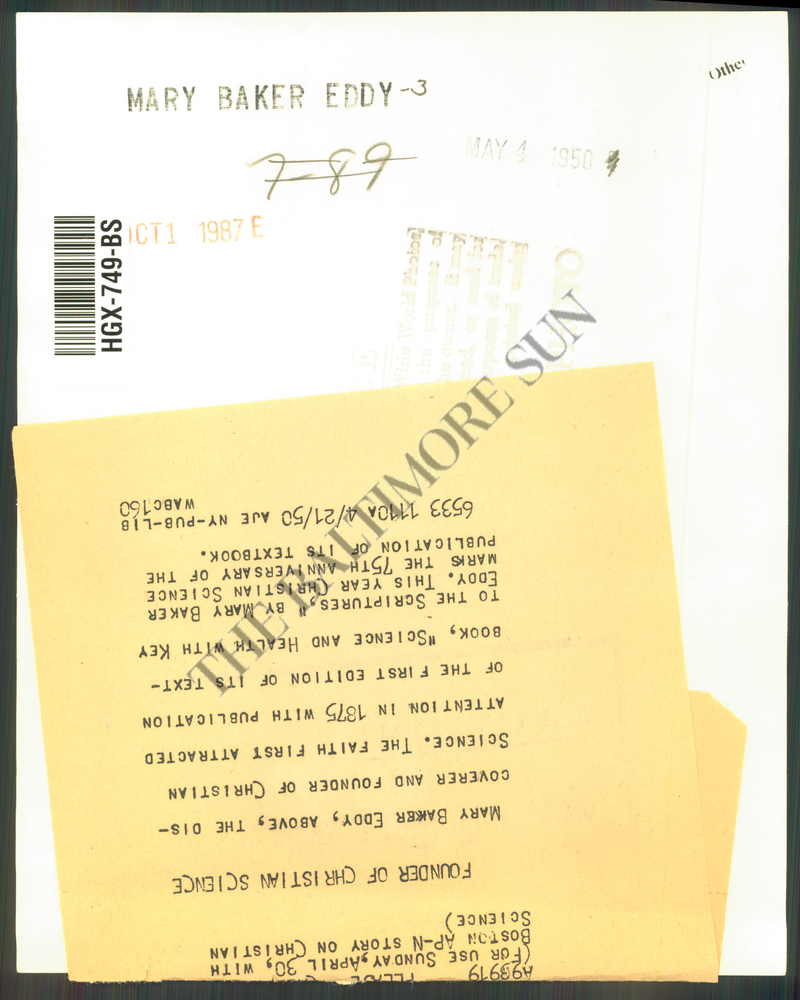 Othe
MARY BAKER EDDY-3
7-89
MAY 4 1950
OCT1 1987 E
HGX-749-BS
THE BALTIMORE SUN
A93919
(FOR USE SUNDAY, APRIL 30, WITH
BOSTON AP-N STORY ON CHRISTIAN
SCIENCE)
FOUNDER OF CHRISTIAN SCIENCE
MARY BAKER EDDY, ABOVE, THE DIS-
COVERER AND FOUNDER OF CHRISTIAN
SCIENCE. THE FAITH FIRST ATTRACTED
ATTENTION IN 1875 WITH PUBLICATION
OF THE FIRST EDITION OF ITS TEXT-
BOOK, "SCIENCE AND HEALTH WITH KEY
TO THE SCRIPTURES," BY MARY BAKER
EDDY. THIS YEAR CHRISTIAN SCIENCE
MARKS THE 75TH ANNIVERSARY OF THE
PUBLICATION OF ITS TEXTBOOK.
6533 1110A 4/21/50 AJE NY-PUB-LIB
WABC160